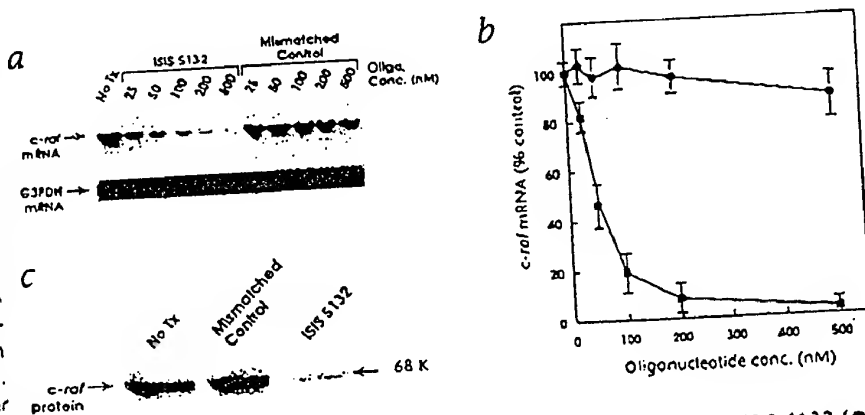 a
No Tx
ISIS 5132
Mismatched
Control
Oligo.
Conc. (nM)
25 50 100 200 500 25 50 100 200 500
c-raf
mRNA
G3PDH
mRNA
b
c-raf mRNA (% control)
100
80
60
40
20
0
0 100 200 300 400 500
Oligonucleotide conc. (nM)
c
No Tx
Mismatched
Control
ISIS 5132
68 K
c-raf
protein